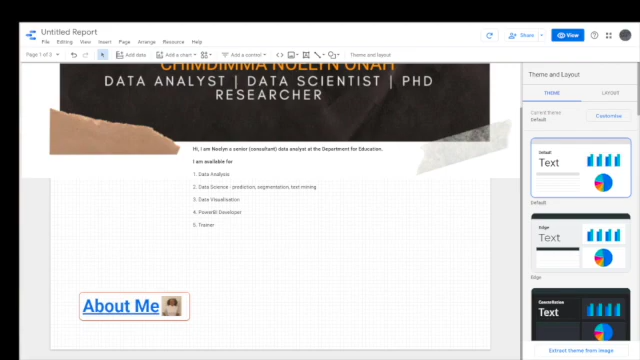 Untitled Report
File Edit View Insert Page Arrange Resource Help
Share View
Page 1 of 3 Add data Add a chart Add a control Theme and layout
CHIMDIMMA NOELYN ONAH
DATA ANALYST | DATA SCIENTIST | PHD
RESEARCHER
Hi, I am Noelyn a senior (consultant) data analyst at the Department for Education.
I am available for
1. Data Analysis
2. Data Science - prediction, segmentation, text mining
3. Data Visualisation
4. PowerBI Developer
5. Trainer
About Me
Theme and Layout
THEME LAYOUT
Current theme
Default
Customise
Default
Text
Default
Edge
Text
Edge
Constellation
Text
Extract theme from image